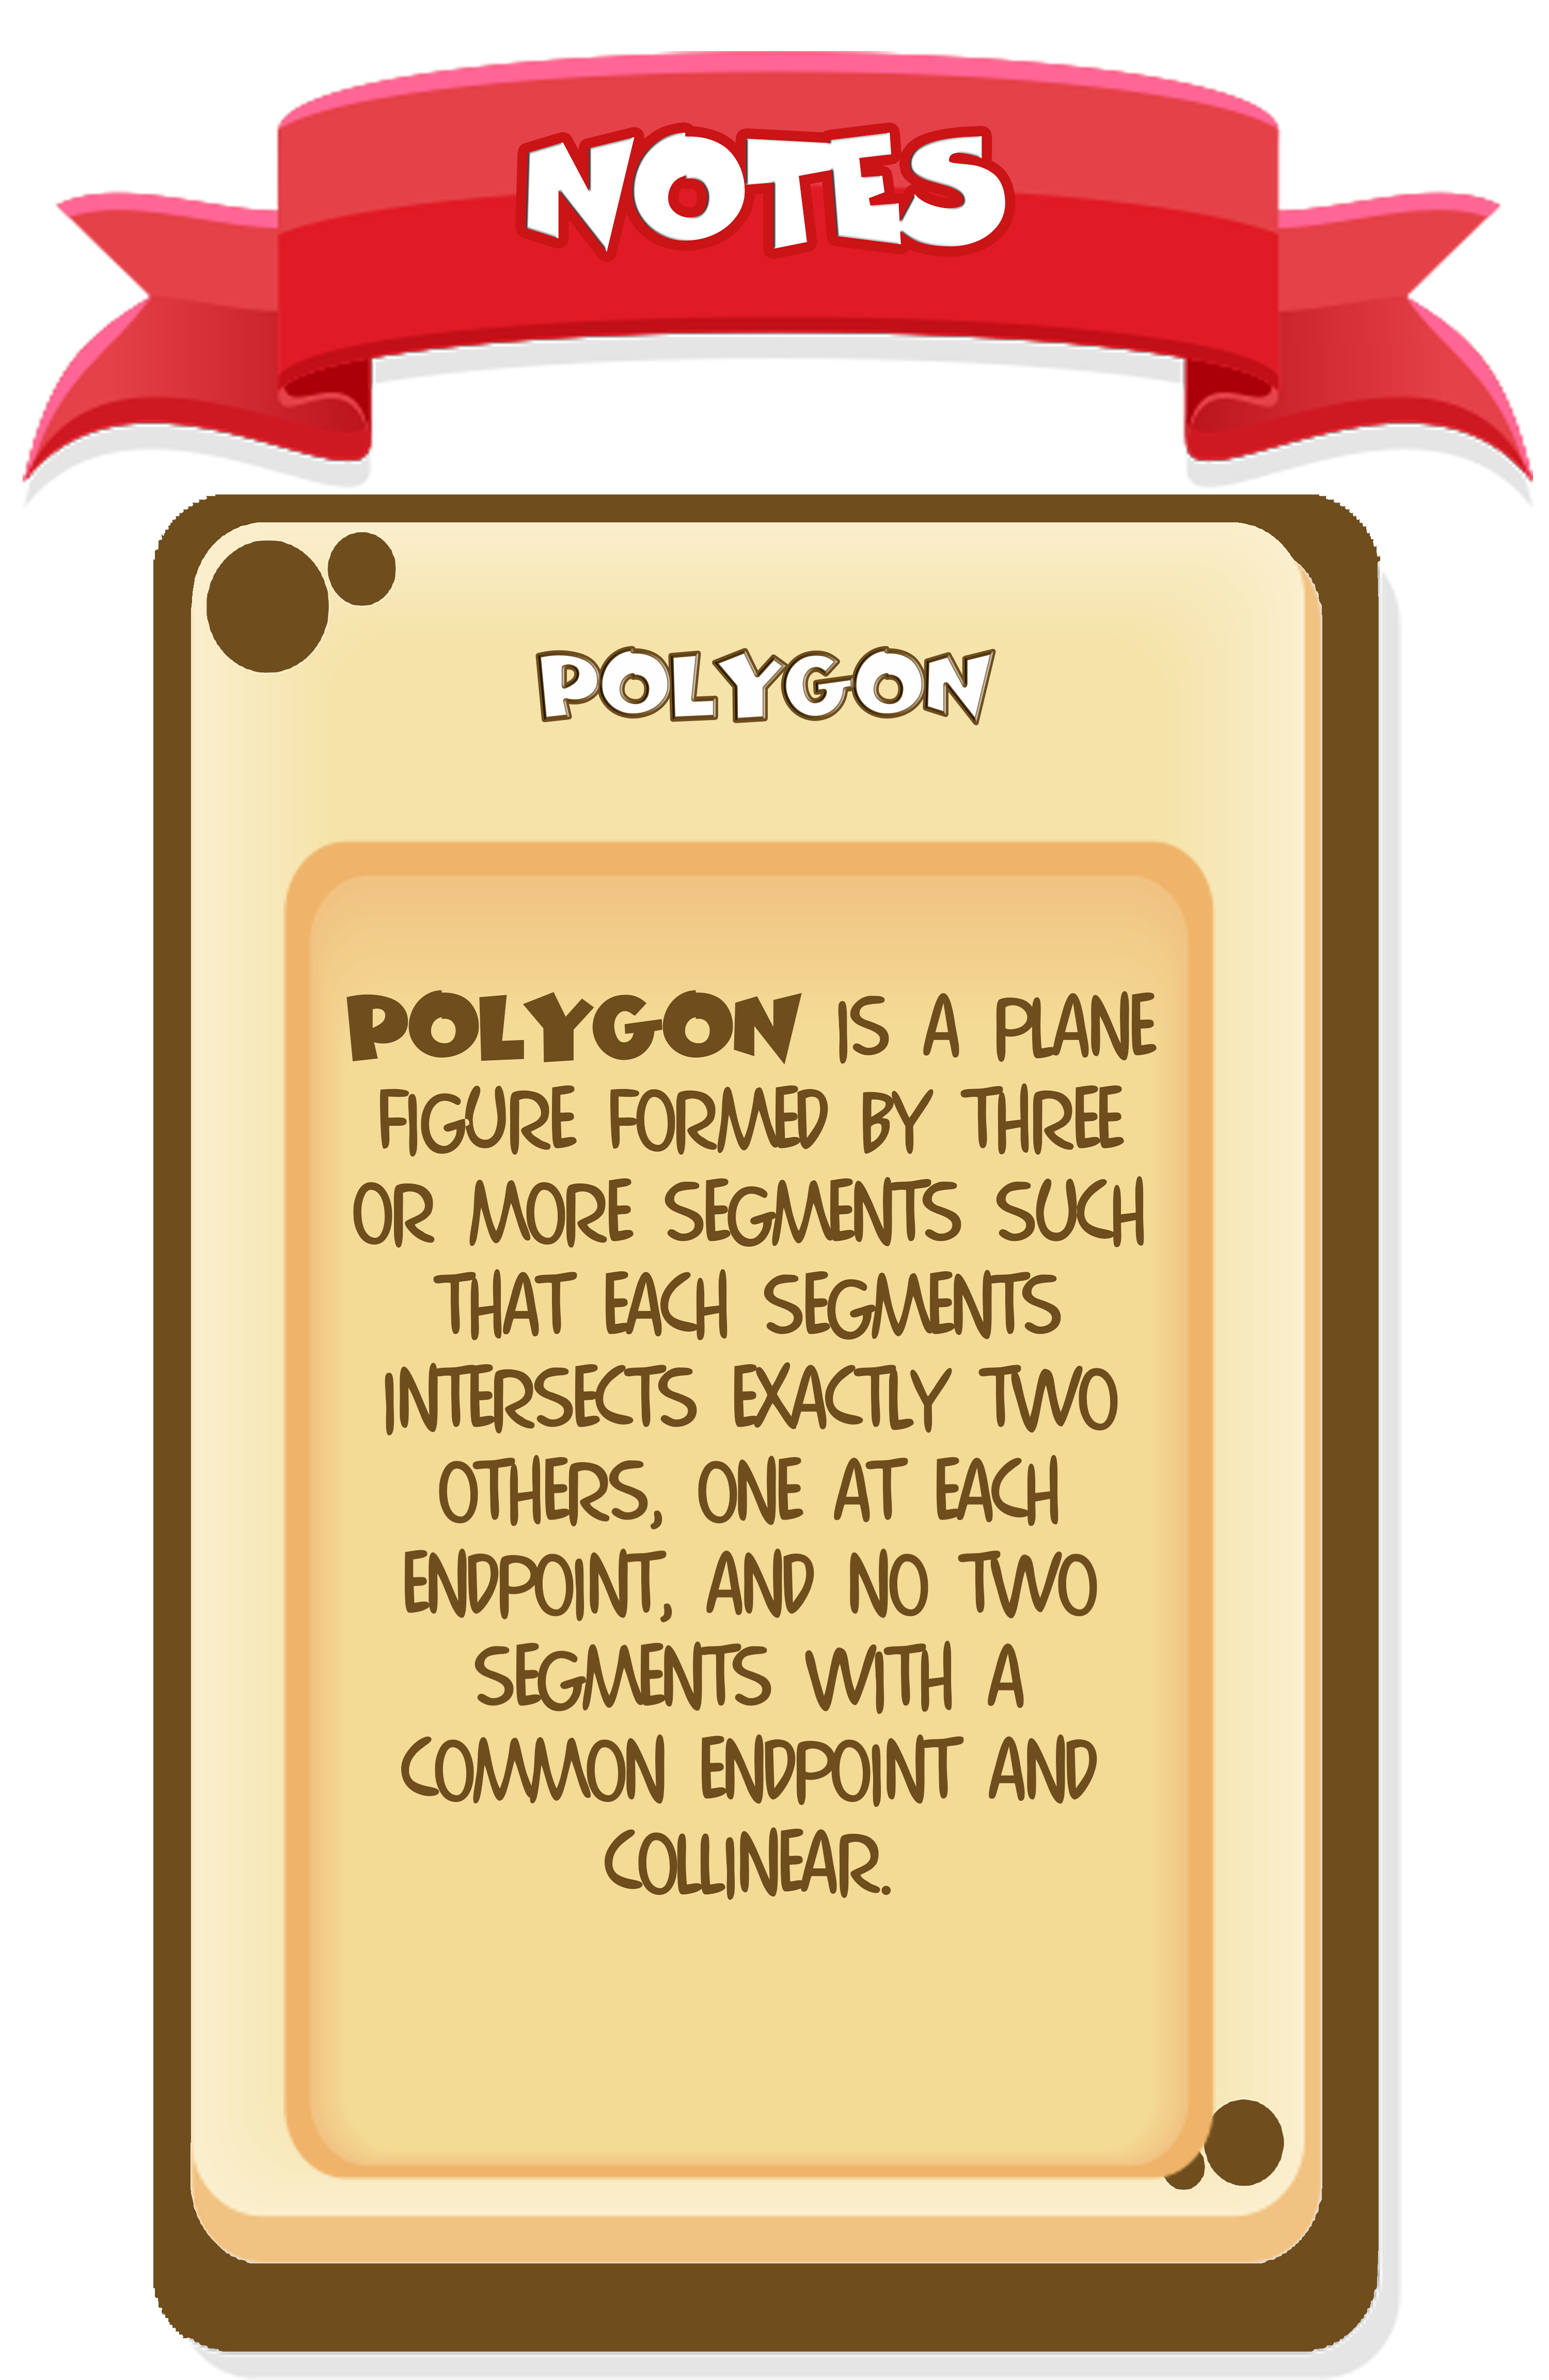 NOTES
POLYGON
POLYGON IS A PLANE
FIGURE FORMED BY THREE
OR MORE SEGMENTS SUCH
THAT EACH SEGMENTS
INTERSECTS EXACTLY TWO
OTHERS, ONE AT EACH
ENDPOINT, AND NO TWO
SEGMENTS WITH A
COMMON ENDPOINT AND
COLLINEAR.